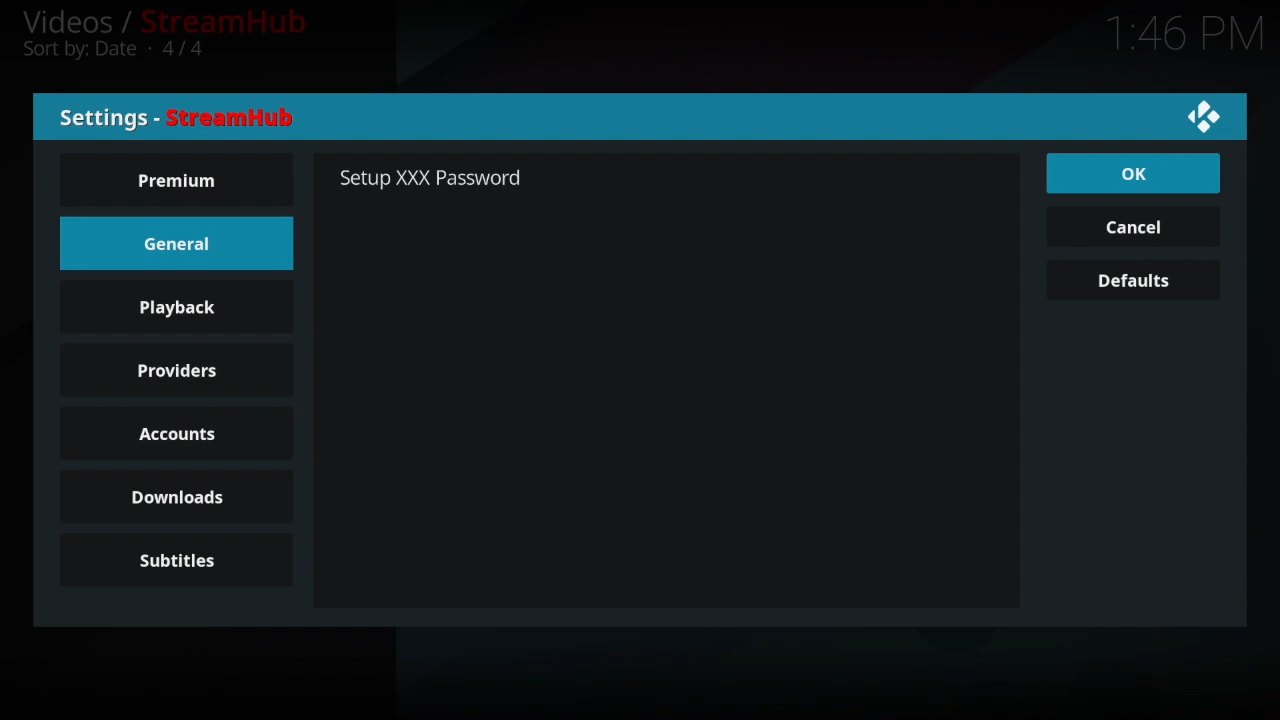 Videos / StreamHub
Sort by: Date · 4 / 4
1:46 PM
Settings - StreamHub
Premium
General
Playback
Providers
Accounts
Downloads
Subtitles
Setup XXX Password
OK
Cancel
Defaults